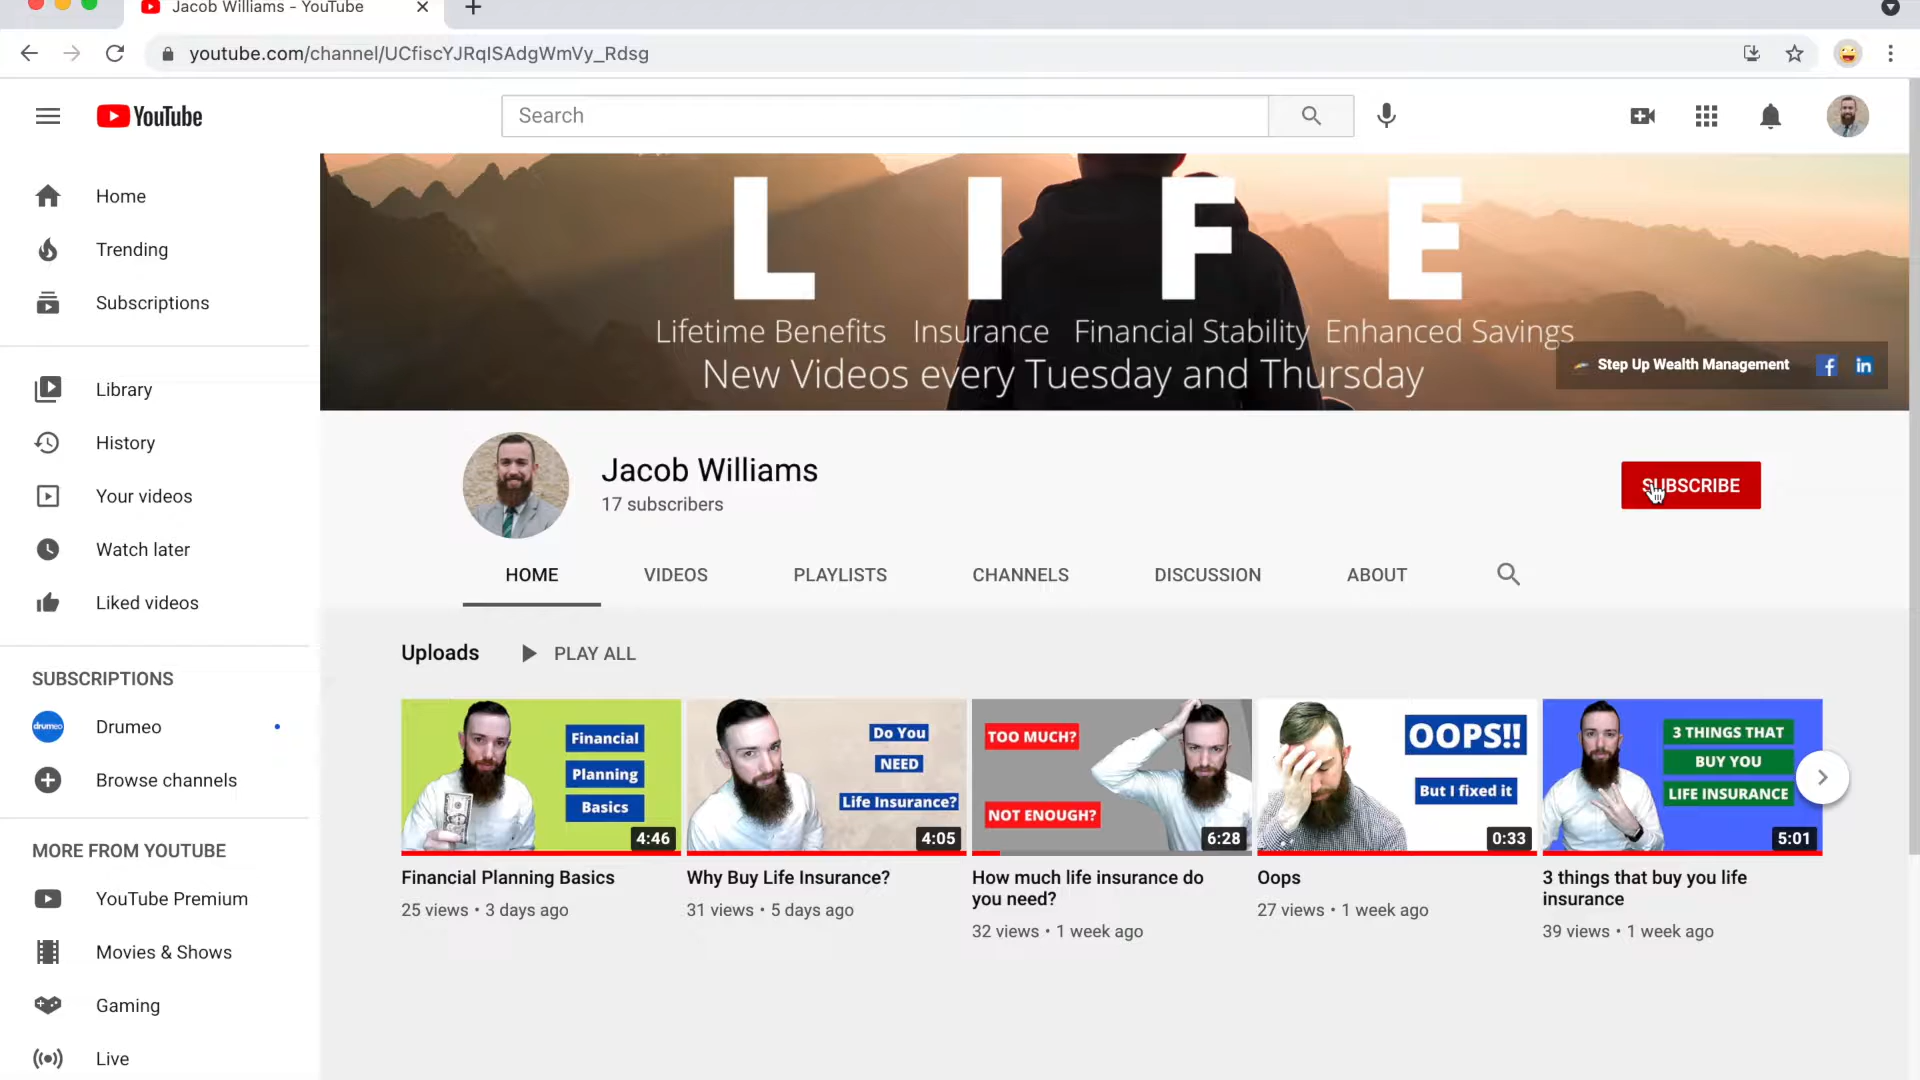 Jacob Williams - YouTube
youtube.com/channel/UCfiscYJRqISAdgWmVy_Rdsg
YouTube
Search
Home
Trending
Subscriptions
Library
History
Your videos
Watch later
Liked videos
SUBSCRIPTIONS
drumeo
Drumeo
Browse channels
MORE FROM YOUTUBE
YouTube Premium
Movies & Shows
Gaming
Live
L I F E
Lifetime Benefits Insurance Financial Stability Enhanced Savings
New Videos every Tuesday and Thursday
Step Up Wealth Management
f in
Jacob Williams
17 subscribers
SUBSCRIBE
HOME VIDEOS PLAYLISTS CHANNELS DISCUSSION ABOUT
Uploads PLAY ALL
Financial
Planning
Basics
4:46
Financial Planning Basics
25 views • 3 days ago
Do You
NEED
Life Insurance?
4:05
Why Buy Life Insurance?
31 views • 5 days ago
TOO MUCH?
NOT ENOUGH?
6:28
How much life insurance do
you need?
32 views • 1 week ago
OOPS!!
But I fixed it
0:33
Oops
27 views • 1 week ago
3 THINGS THAT
BUY YOU
LIFE INSURANCE
5:01
3 things that buy you life
insurance
39 views • 1 week ago